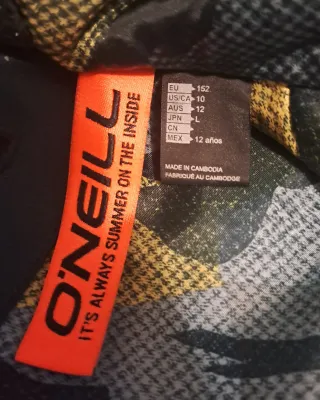 O'NEILL
IT'S ALWAYS SUMMER ON THE INSIDE
EU 152
US/CA 10
AUS 12
JPN L
CN
MEX 12 años
MADE IN CAMBODIA
FABRIQUÉ AU CAMBODGE